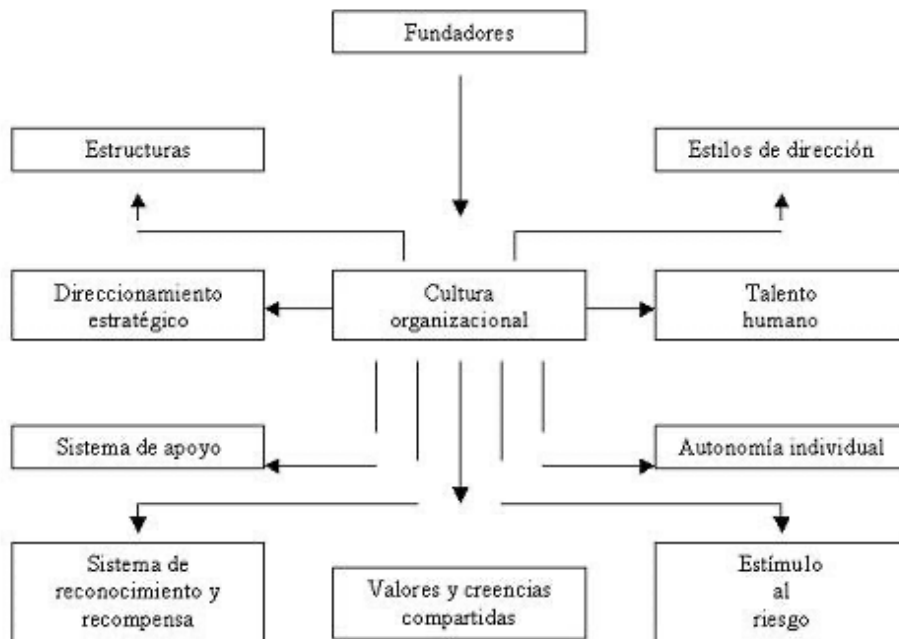 Fundadores
Estructuras
Estilos de dirección
Direccionamiento
estratégico
Cultura
organizacional
Talento
humano
Sistema de apoyo
Autonomía individual
Sistema de
reconocimiento y
recompensa
Valores y creencias
compartidas
Estímulo
al
riesgo